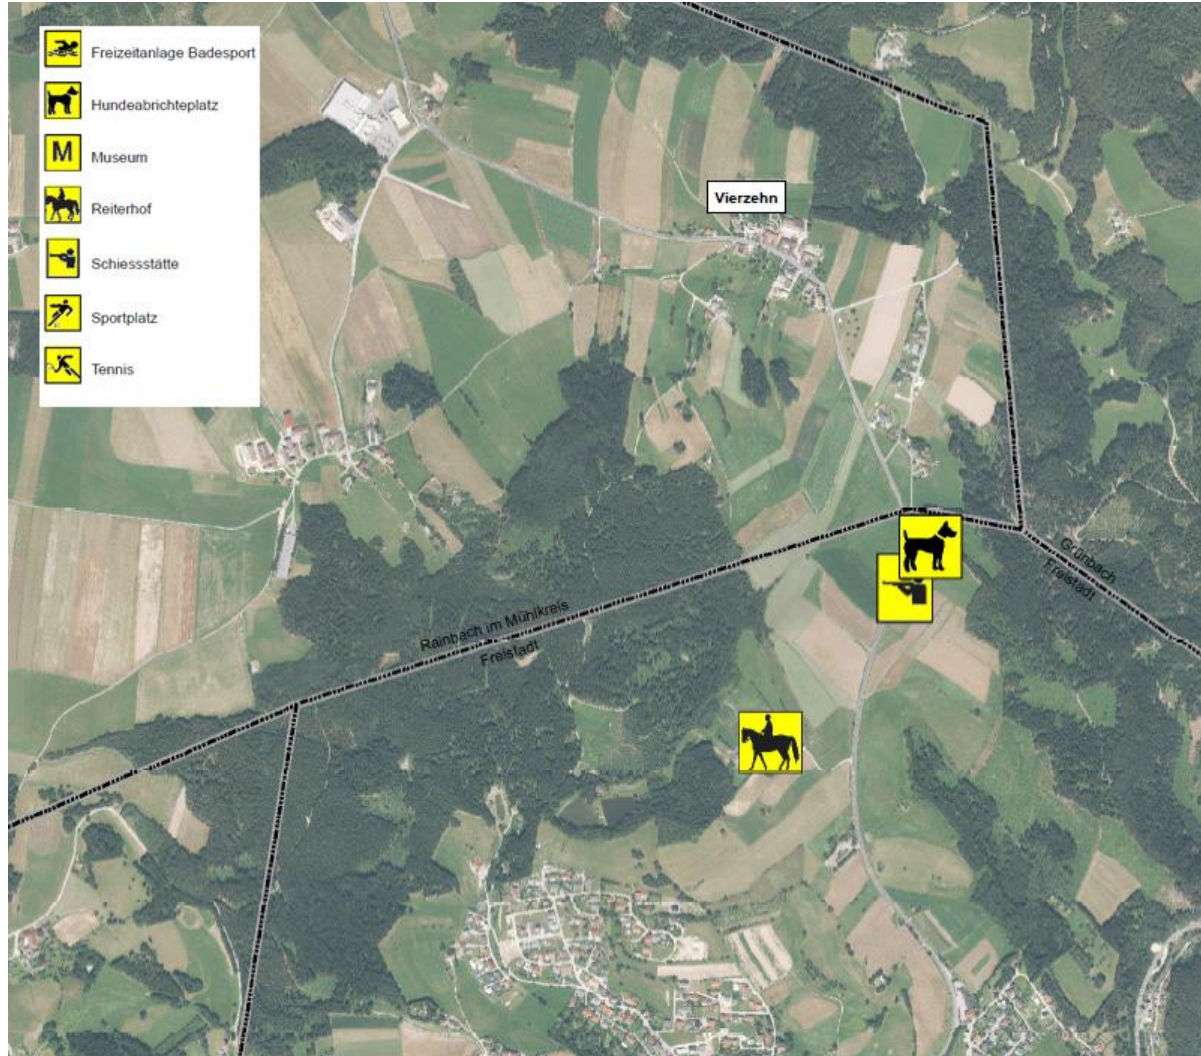 Freizeitanlage Badesport
Hundeabrichteplatz
M Museum
Reiterhof
Schiessstätte
Sportplatz
Tennis
Vierzehn
Grünbach
Freistadt
Rainbach im Mühlkreis
Freistadt